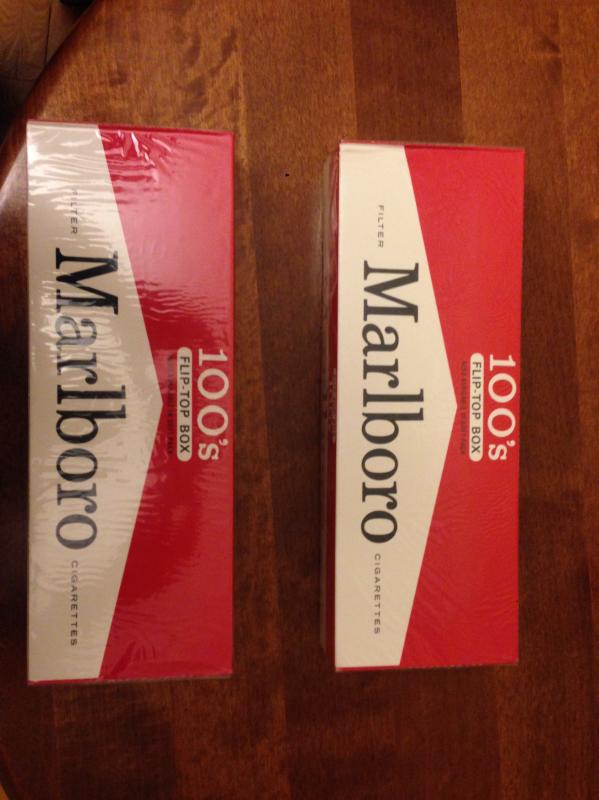 100's
FLIP-TOP BOX
FILTER
Marlboro
CIGARETTES
100's
FLIP-TOP BOX
FILTER
Marlboro
CIGARETTES